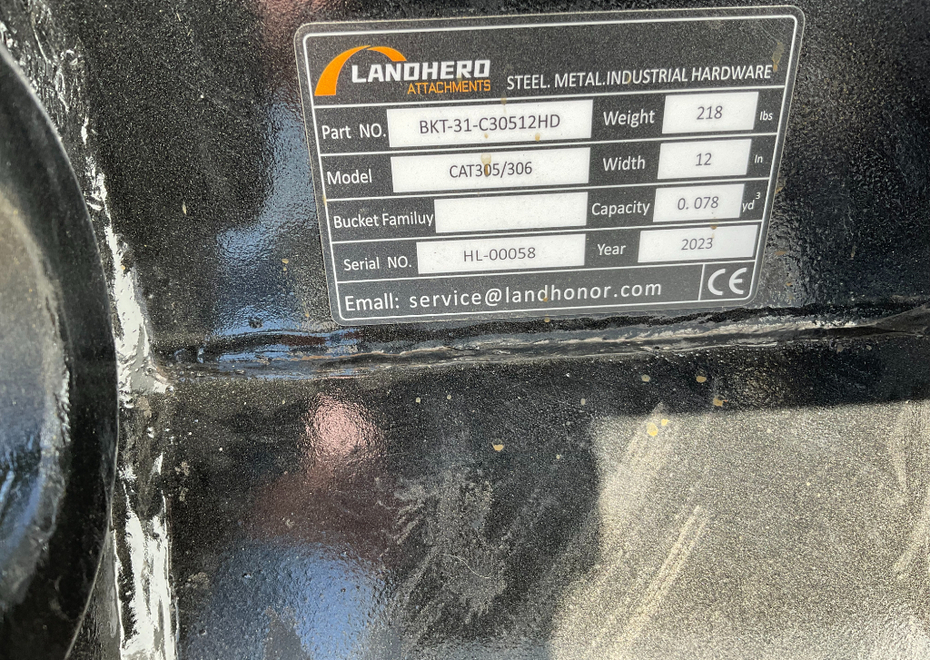 LANDHERO
ATTACHMENTS
STEEL. METAL.INDUSTRIAL HARDWARE
Part NO. BKT-31-C30512HD Weight 218 lbs
Model CAT305/306 Width 12 In
Bucket Familuy Capacity 0.078 yd³
Serial NO. HL-00058 Year 2023
Emall: service@landhonor.com CE